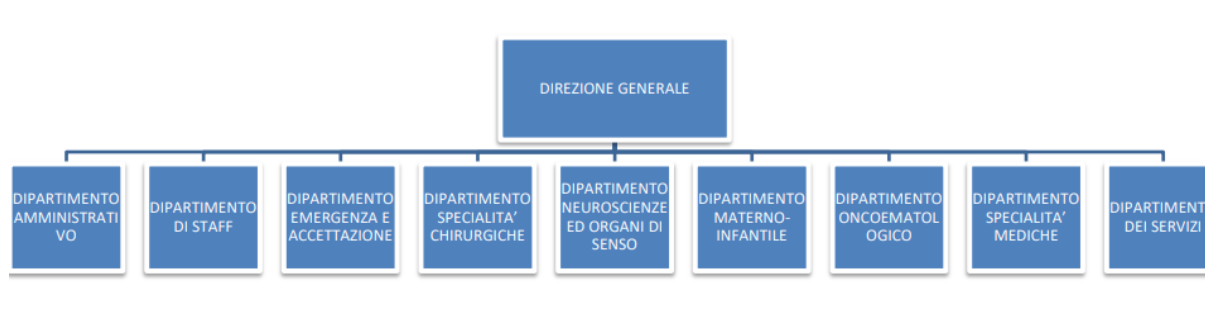 DIREZIONE GENERALE
DIPARTIMENTO
AMMINISTRATI
VO
DIPARTIMENTO
DI STAFF
DIPARTIMENTO
EMERGENZA E
ACCETTAZIONE
DIPARTIMENTO
SPECIALITA’
CHIRURGICHE
DIPARTIMENTO
NEUROSCIENZE
ED ORGANI DI
SENSO
DIPARTIMENTO
MATERNO-
INFANTILE
DIPARTIMENTO
ONCOEMATOL
OGICO
DIPARTIMENTO
SPECIALITA’
MEDICHE
DIPARTIMENT
DEI SERVIZI